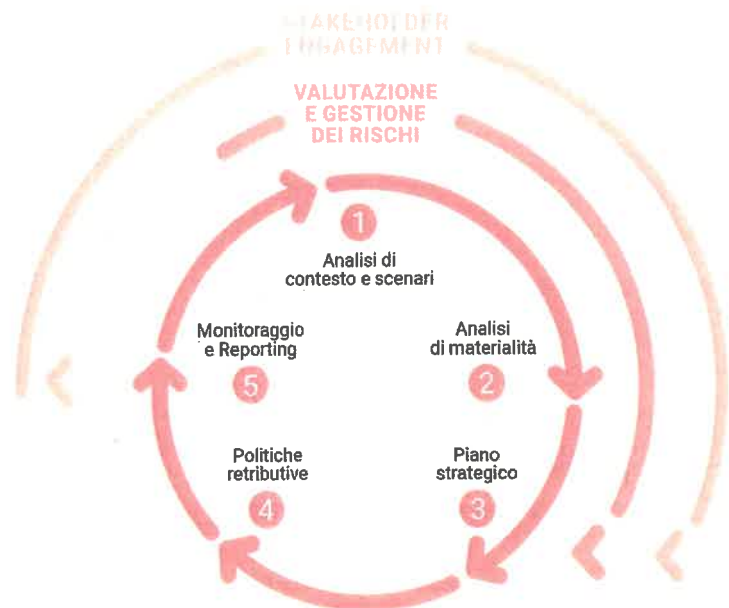 STAKEHOLDER
ENGAGEMENT
VALUTAZIONE
E GESTIONE
DEI RISCHI
1
Analisi di
contesto e scenari
Monitoraggio
e Reporting
5
Analisi
di materialità
2
Politiche
retributive
4
Piano
strategico
3